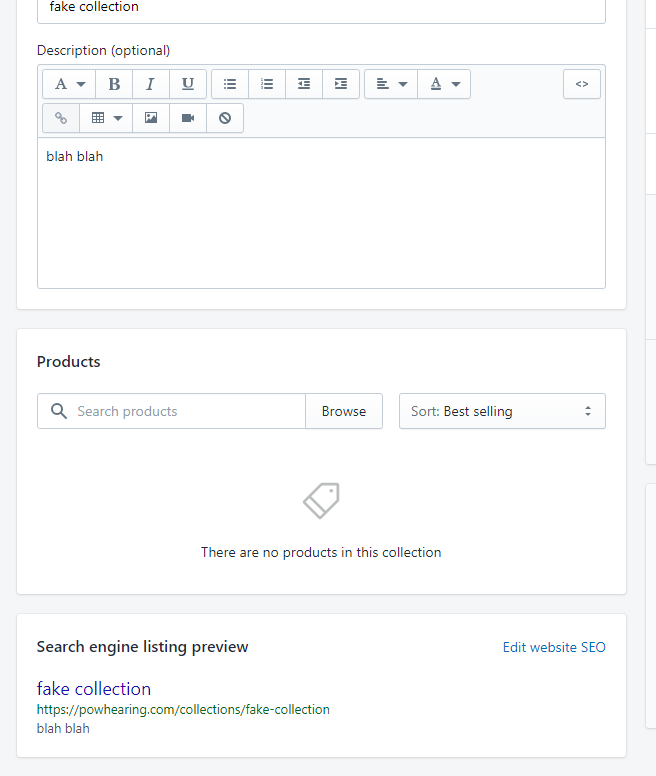 fake collection
Description (optional)
A B I U A <>
blah blah
Products
Search products Browse Sort: Best selling
There are no products in this collection
Search engine listing preview Edit website SEO
fake collection
https://powhearing.com/collections/fake-collection
blah blah